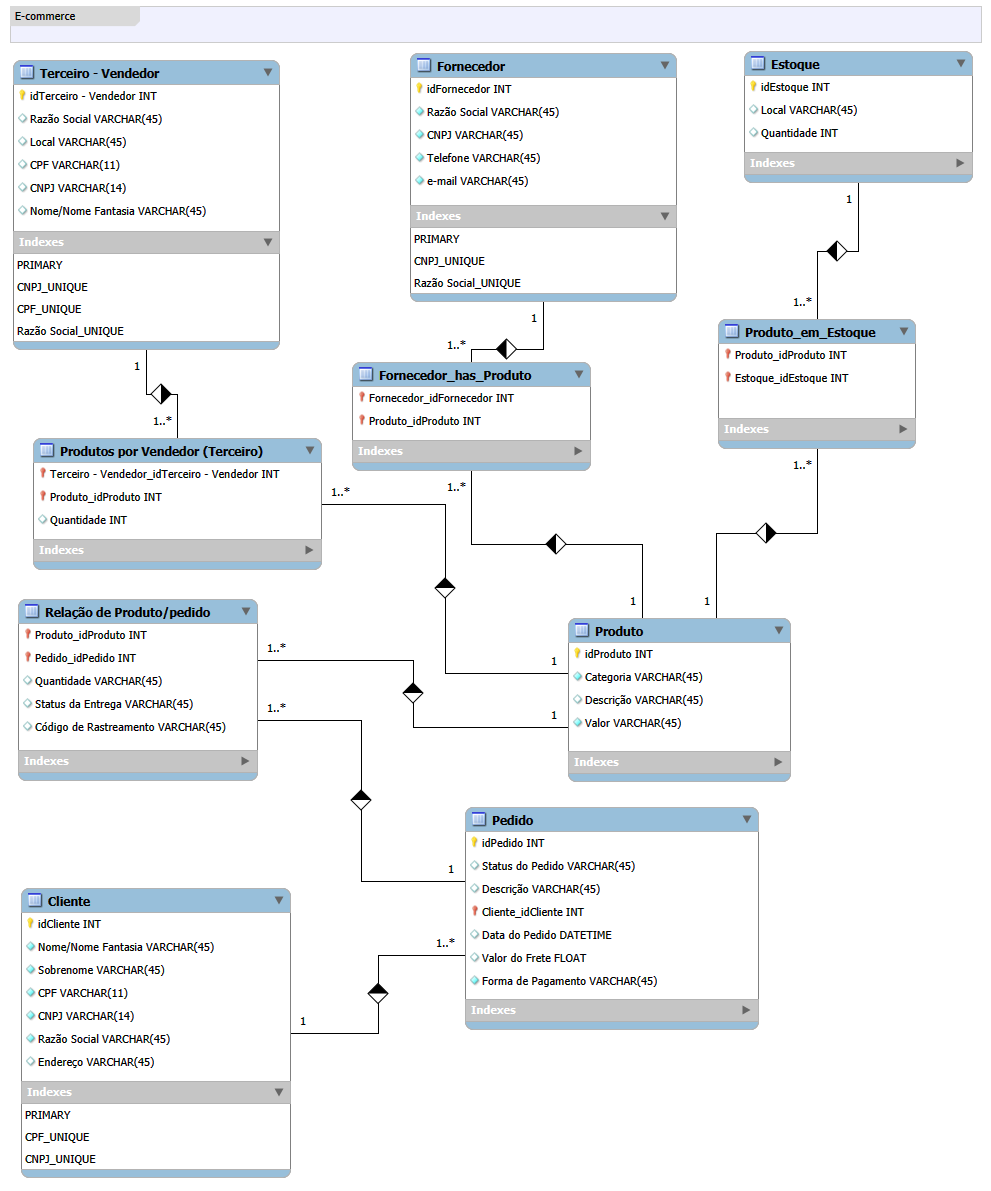 E-commerce
Terceiro - Vendedor
idTerceiro - Vendedor INT
Razão Social VARCHAR(45)
Local VARCHAR(45)
CPF VARCHAR(11)
CNPJ VARCHAR(14)
Nome/Nome Fantasia VARCHAR(45)
Indexes
PRIMARY
CNPJ_UNIQUE
CPF_UNIQUE
Razão Social_UNIQUE
Fornecedor
idFornecedor INT
Razão Social VARCHAR(45)
CNPJ VARCHAR(45)
Telefone VARCHAR(45)
e-mail VARCHAR(45)
Indexes
PRIMARY
CNPJ_UNIQUE
Razão Social_UNIQUE
Estoque
idEstoque INT
Local VARCHAR(45)
Quantidade INT
Indexes
1
1..*
1
1..*
1
1..*
Produto_em_Estoque
Produto_idProduto INT
Estoque_idEstoque INT
Indexes
Fornecedor_has_Produto
Fornecedor_idFornecedor INT
Produto_idProduto INT
Indexes
Produtos por Vendedor (Terceiro)
Terceiro - Vendedor_idTerceiro - Vendedor INT
Produto_idProduto INT
Quantidade INT
Indexes
1..*
1..*
1..*
1
1
1
1
Relação de Produto/pedido
Produto_idProduto INT
Pedido_idPedido INT
Quantidade VARCHAR(45)
Status da Entrega VARCHAR(45)
Código de Rastreamento VARCHAR(45)
Indexes
1..*
1..*
Produto
idProduto INT
Categoria VARCHAR(45)
Descrição VARCHAR(45)
Valor VARCHAR(45)
Indexes
Pedido
idPedido INT
Status do Pedido VARCHAR(45)
Descrição VARCHAR(45)
Cliente_idCliente INT
Data do Pedido DATETIME
Valor do Frete FLOAT
Forma de Pagamento VARCHAR(45)
Indexes
1
1..*
1
Cliente
idCliente INT
Nome/Nome Fantasia VARCHAR(45)
Sobrenome VARCHAR(45)
CPF VARCHAR(11)
CNPJ VARCHAR(14)
Razão Social VARCHAR(45)
Endereço VARCHAR(45)
Indexes
PRIMARY
CPF_UNIQUE
CNPJ_UNIQUE